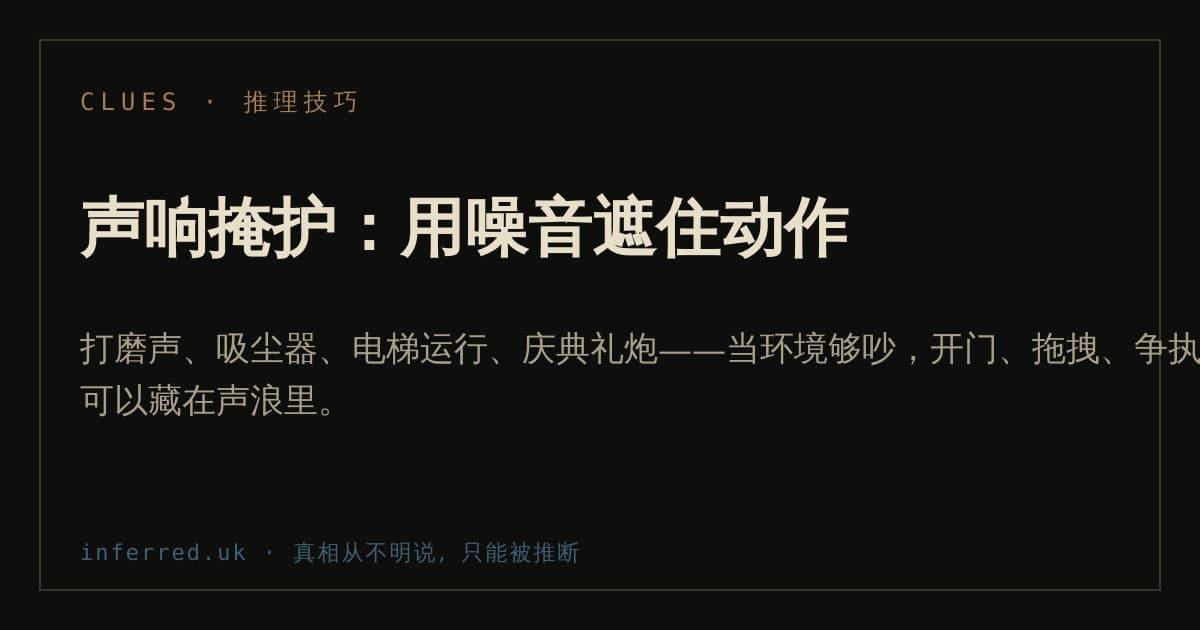 CLUES · 推理技巧
声响掩护：用噪音遮住动作
打磨声、吸尘器、电梯运行、庆典礼炮——当环境够吵，开门、拖拽、争执
可以藏在声浪里。
inferred.uk · 真相从不明说，只能被推断